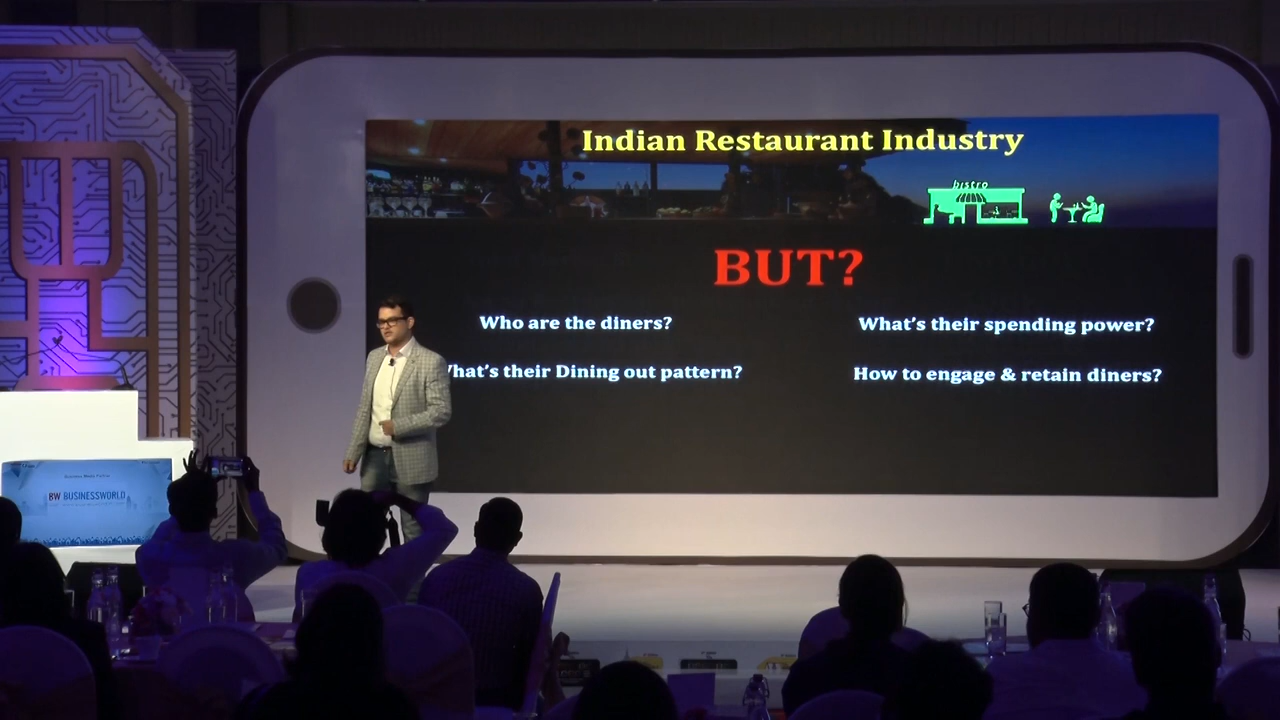 Indian Restaurant Industry
bistro
BUT?
Who are the diners?
What's their spending power?
hat's their Dining out pattern?
How to engage & retain diners?
BW BUSINESSWORLD